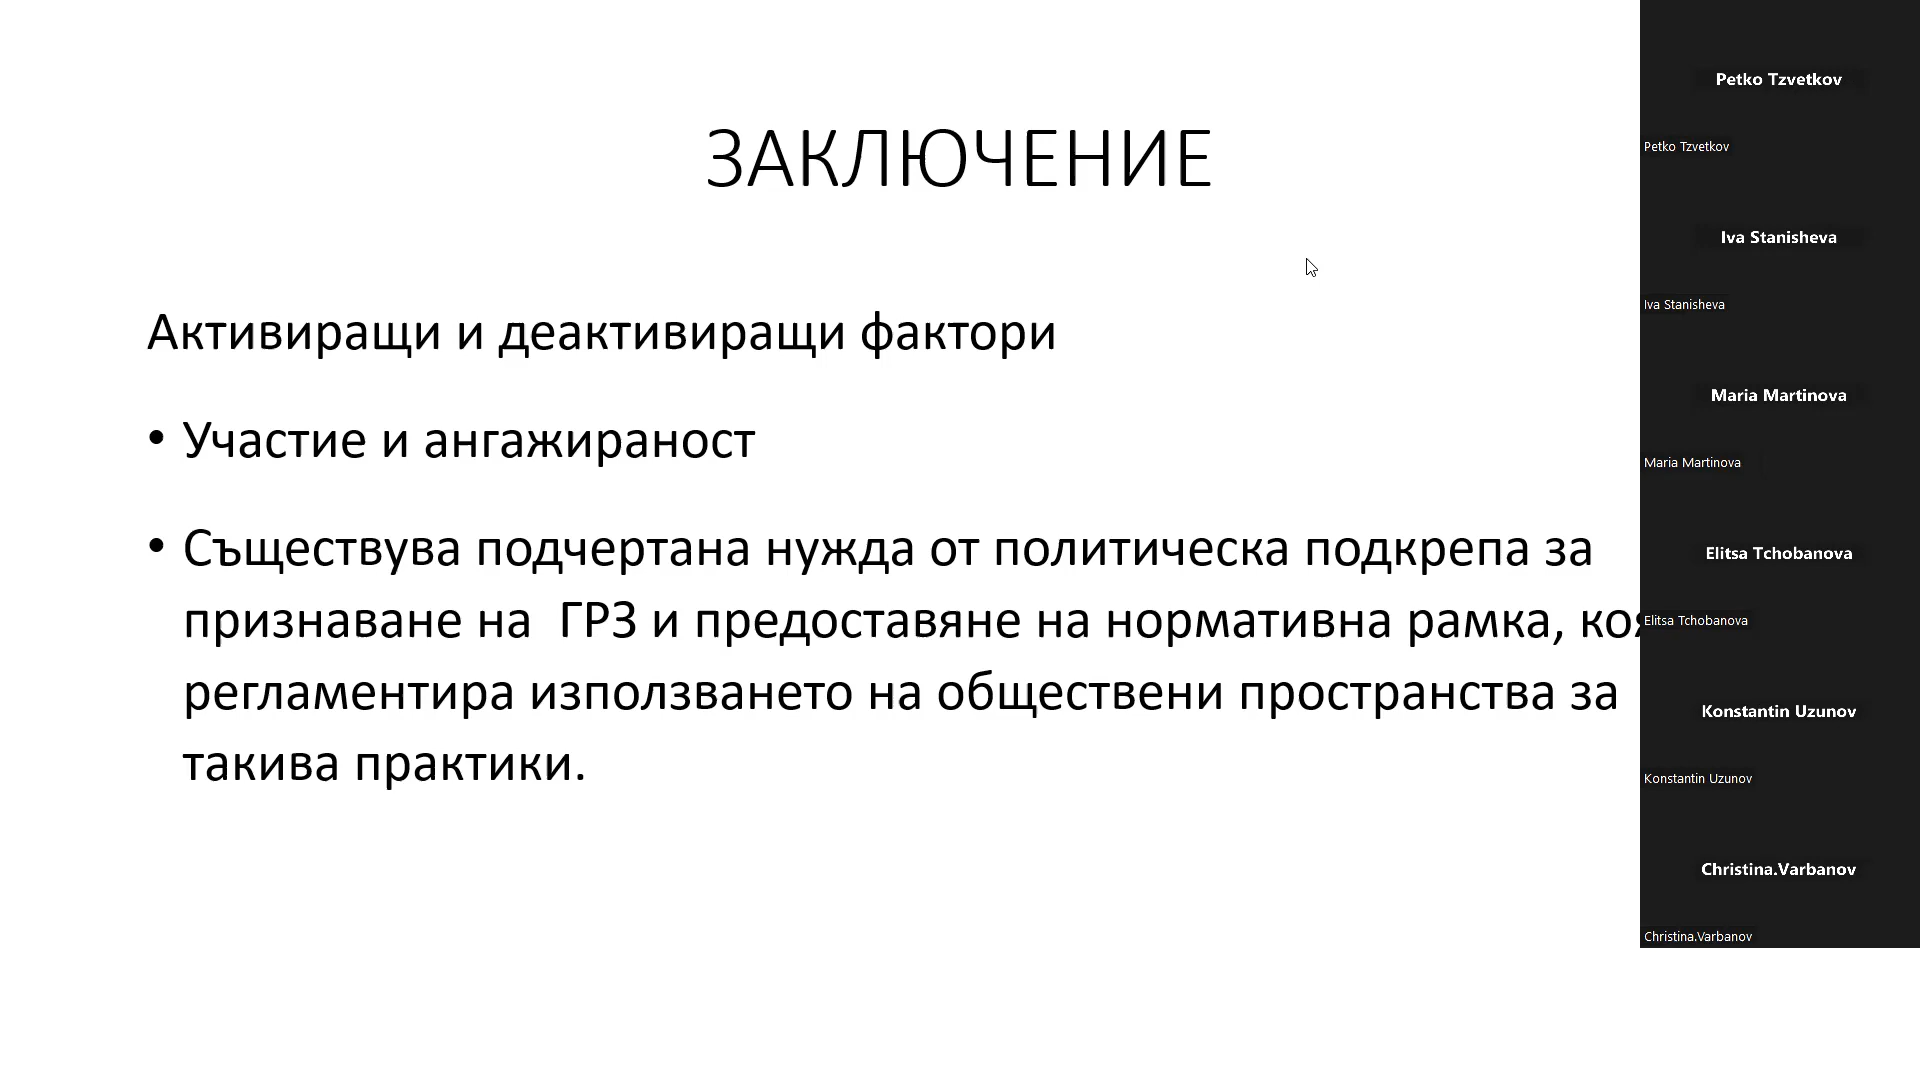 ЗАКЛЮЧЕНИЕ
Активиращи и деактивиращи фактори
• Участие и ангажираност
• Съществува подчертана нужда от политическа подкрепа за
признаване на ГРЗ и предоставяне на нормативна рамка,
регламентира използването на обществени пространства за
такива практики.
Petko Tzvetkov
Petko Tzvetkov
Iva Stanisheva
Iva Stanisheva
Maria Martinova
Maria Martinova
Elitsa Tchobanova
Elitsa Tchobanova
Konstantin Uzunov
Konstantin Uzunov
Christina.Varbanov
Christina.Varbanov